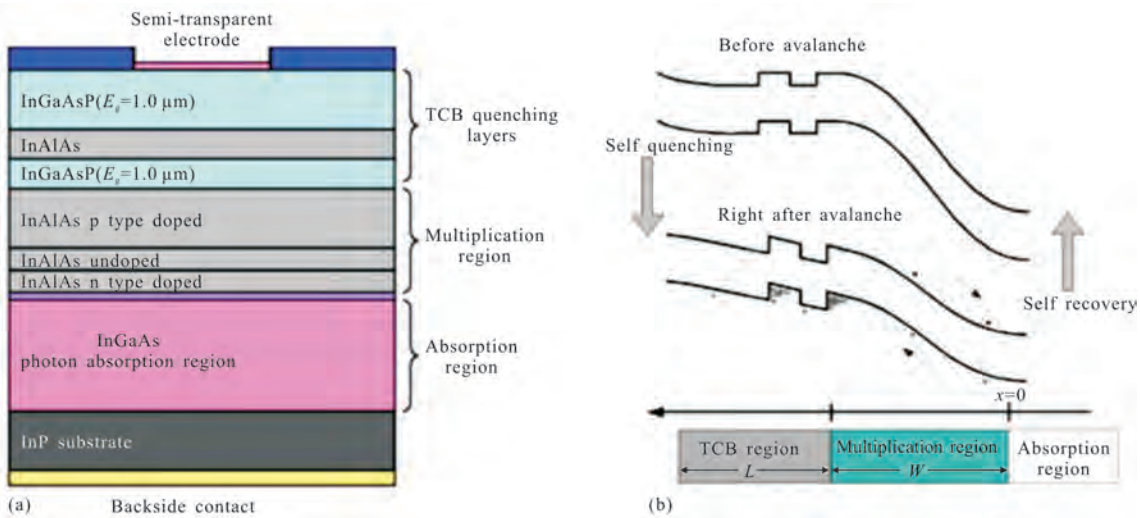 Semi-transparent
electrode
InGaAsP(E_g=1.0 μm)
InAlAs
InGaAsP(E_g=1.0 μm)
InAlAs p type doped
InAlAs undoped
InAlAs n type doped
InGaAs
photon absorption region
InP substrate
Backside contact
(a)
TCB quenching
layers
Multiplication
region
Absorption
region
Before avalanche
Self quenching
Right after avalanche
Self recovery
x=0
TCB region
L
Multiplication region
W
Absorption
region
(b)